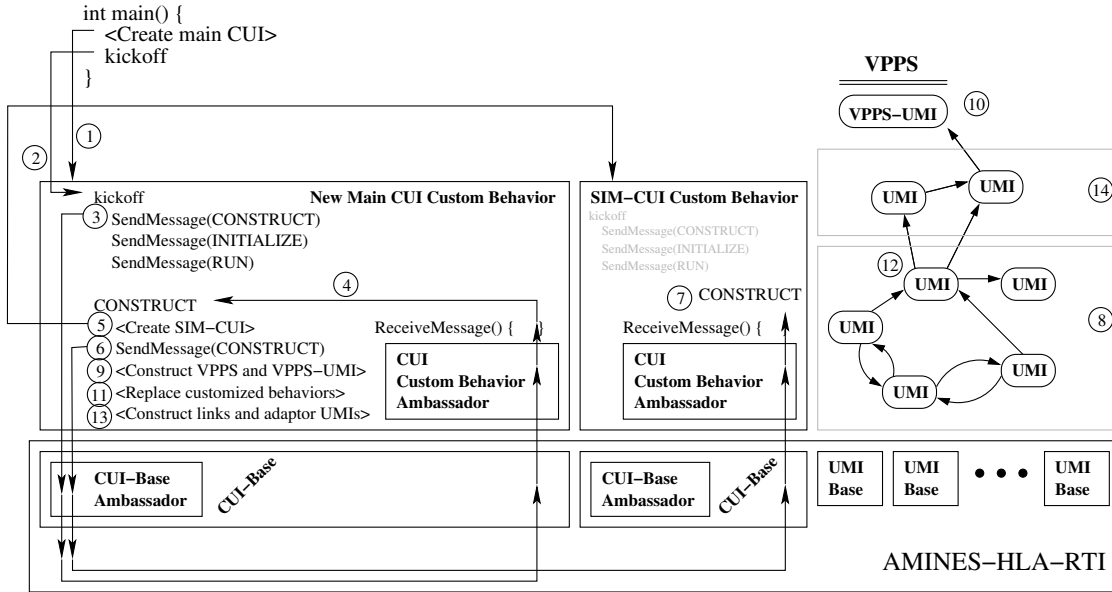 int main() {
<Create main CUI>
kickoff
}
1
2
VPPS
VPPS−UMI
10
kickoff
New Main CUI Custom Behavior
3
SendMessage(CONSTRUCT)
SendMessage(INITIALIZE)
SendMessage(RUN)
4
CONSTRUCT
5 <Create SIM−CUI>
6 SendMessage(CONSTRUCT)
9 <Construct VPPS and VPPS−UMI>
11 <Replace customized behaviors>
13 <Construct links and adaptor UMIs>
ReceiveMessage() { }
CUI
Custom Behavior
Ambassador
SIM−CUI Custom Behavior
kickoff
SendMessage(CONSTRUCT)
SendMessage(INITIALIZE)
SendMessage(RUN)
7 CONSTRUCT
ReceiveMessage() {
CUI
Custom Behavior
Ambassador
UMI
UMI
14
12
UMI
UMI
8
UMI
UMI
UMI
CUI−Base
Ambassador
CUI−Base
CUI−Base
Ambassador
CUI−Base
UMI
Base
UMI
Base
UMI
Base
AMINES−HLA−RTI